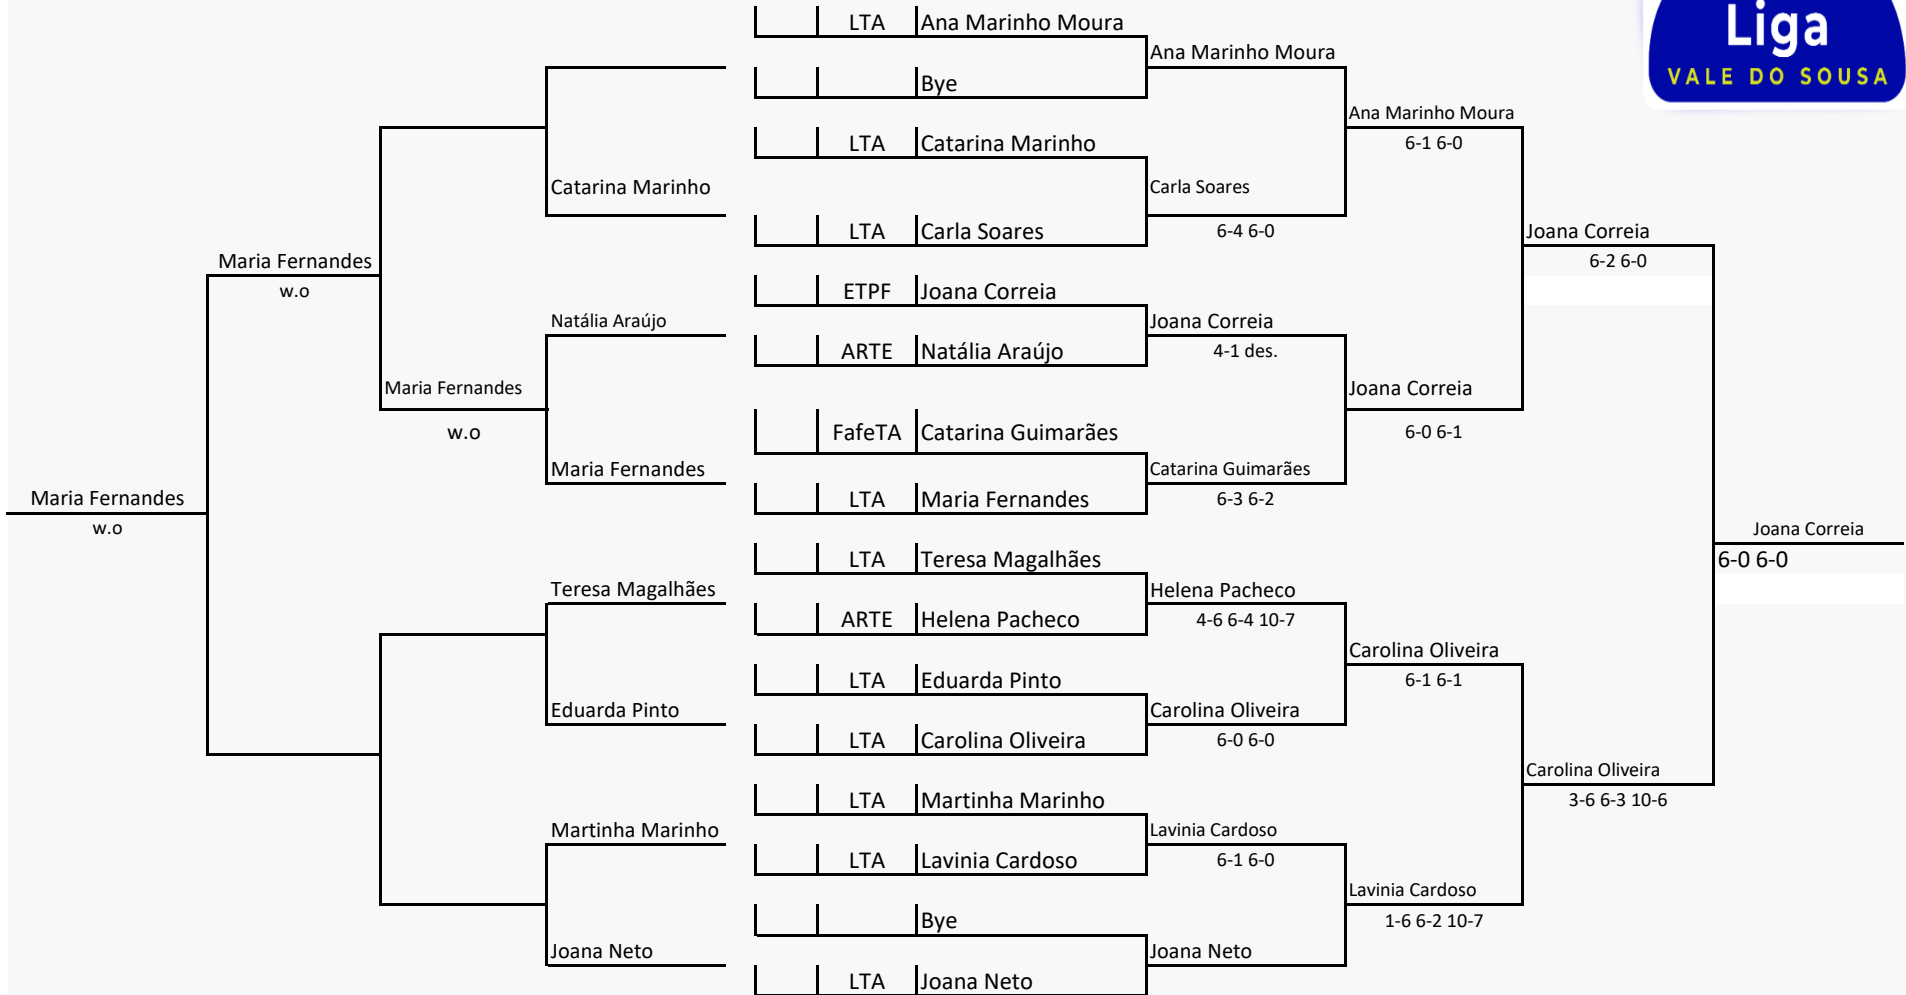 Liga
VALE DO SOUSA
LTA Ana Marinho Moura
Ana Marinho Moura
Bye
Ana Marinho Moura
6-1 6-0
LTA Catarina Marinho
Catarina Marinho
Carla Soares
LTA Carla Soares
6-4 6-0
Joana Correia
6-2 6-0
Maria Fernandes
w.o
ETPF Joana Correia
Natália Araújo
Joana Correia
ARTE Natália Araújo
4-1 des.
Maria Fernandes
w.o
Joana Correia
6-0 6-1
FafeTA Catarina Guimarães
Maria Fernandes
Catarina Guimarães
6-3 6-2
LTA Maria Fernandes
Maria Fernandes
w.o
Joana Correia
6-0 6-0
LTA Teresa Magalhães
Teresa Magalhães
Helena Pacheco
4-6 6-4 10-7
ARTE Helena Pacheco
Carolina Oliveira
6-1 6-1
LTA Eduarda Pinto
Eduarda Pinto
Carolina Oliveira
6-0 6-0
LTA Carolina Oliveira
Carolina Oliveira
3-6 6-3 10-6
LTA Martinha Marinho
Martinha Marinho
Lavinia Cardoso
6-1 6-0
LTA Lavinia Cardoso
Lavinia Cardoso
1-6 6-2 10-7
Bye
Joana Neto
Joana Neto
LTA Joana Neto